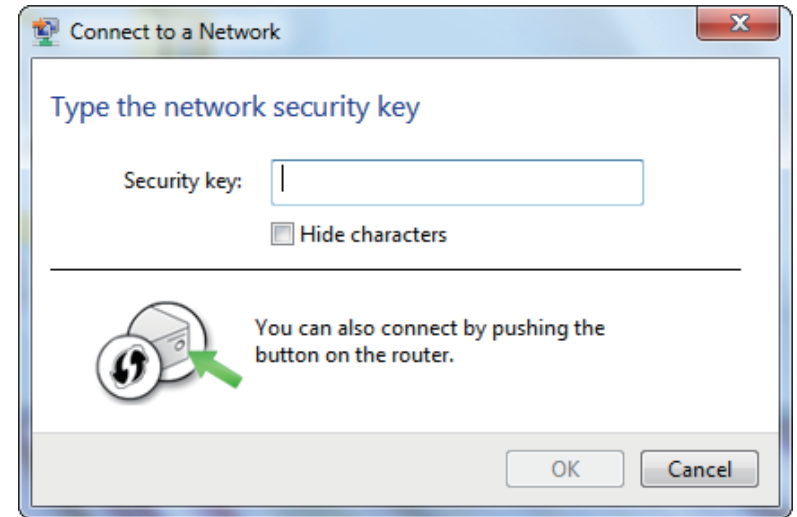 Connect to a Network
Type the network security key
Security key:
Hide characters
You can also connect by pushing the
button on the router.
OK
Cancel